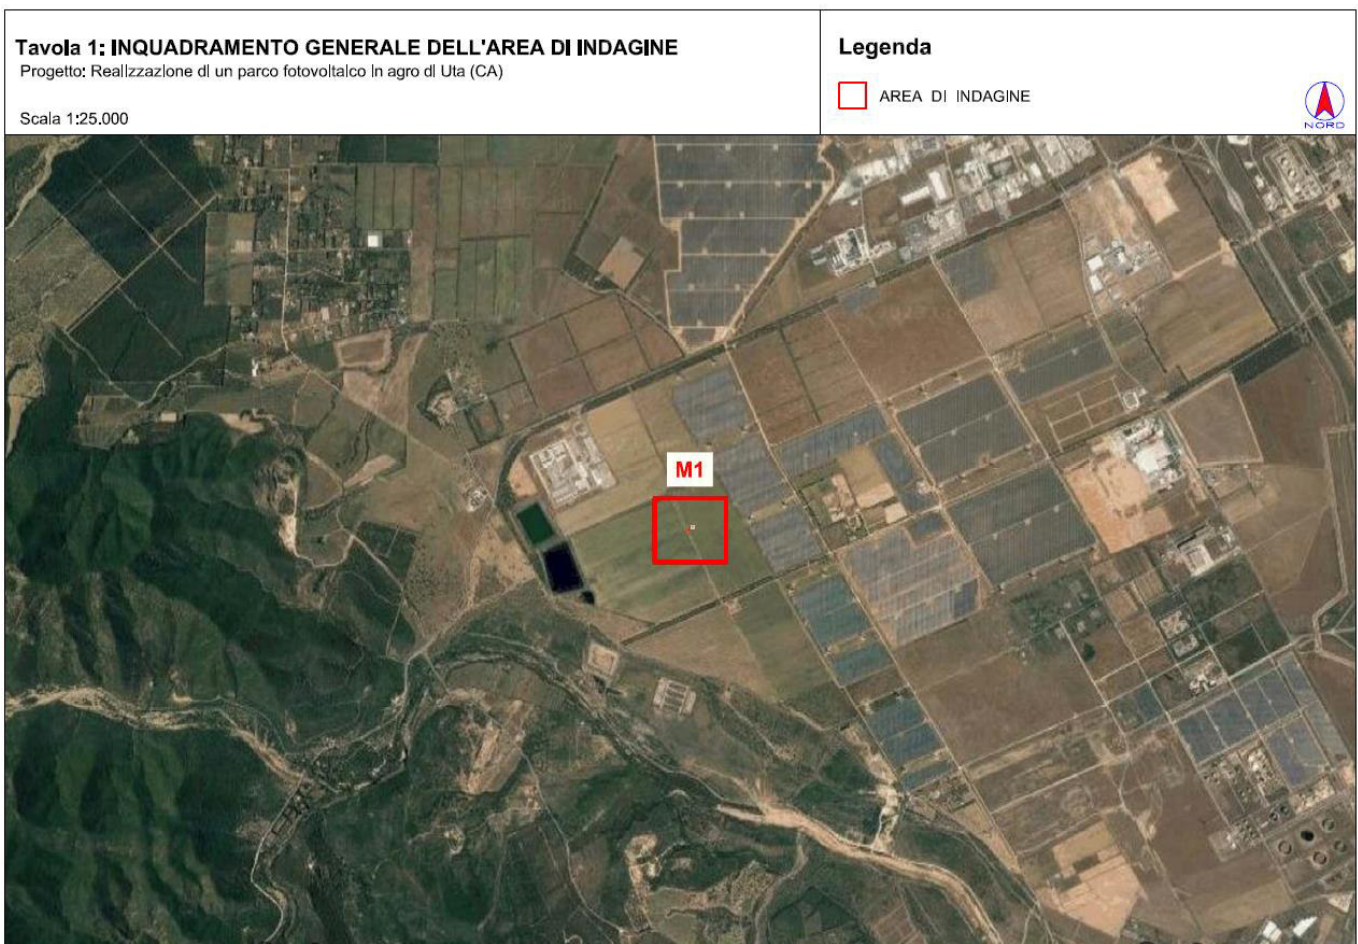 Tavola 1: INQUADRAMENTO GENERALE DELL'AREA DI INDAGINE
Progetto: Realizzazione di un parco fotovoltaico in agro di Uta (CA)
Scala 1:25.000
Legenda
AREA DI INDAGINE
NORD
M1